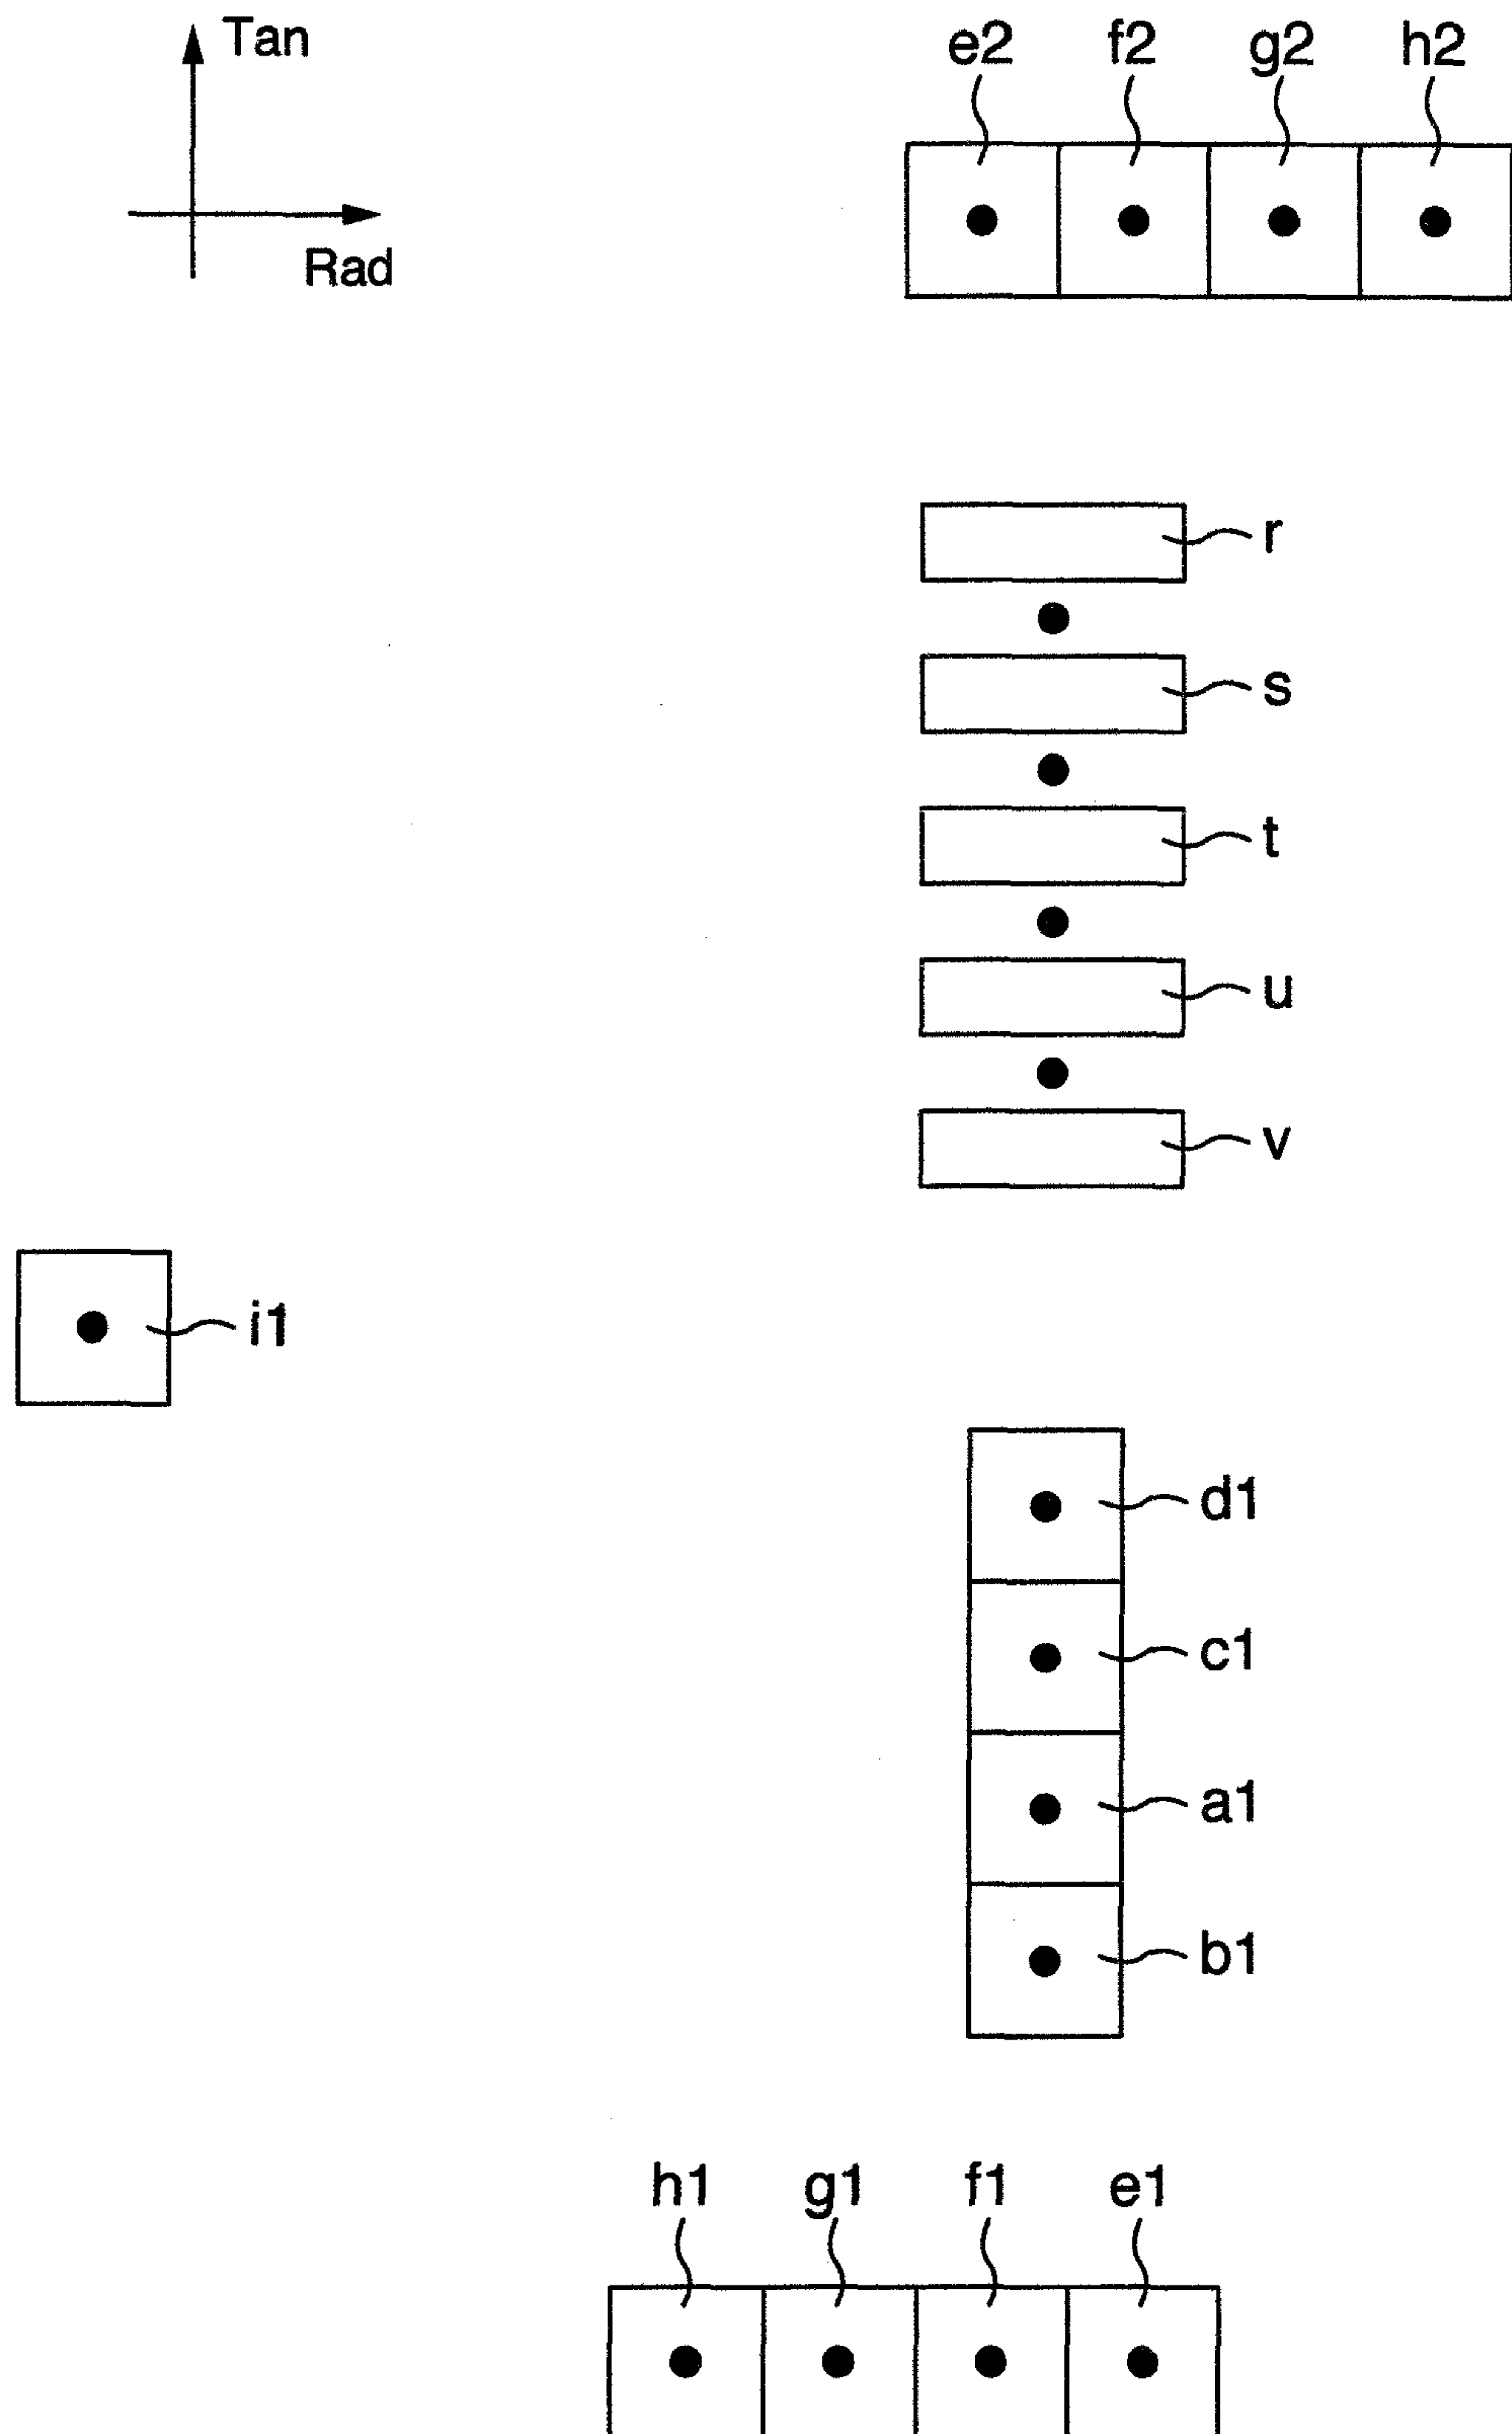 Tan
Rad
e2 f2 g2 h2
r
s
t
u
v
i1
d1
c1
a1
b1
h1 g1 f1 e1